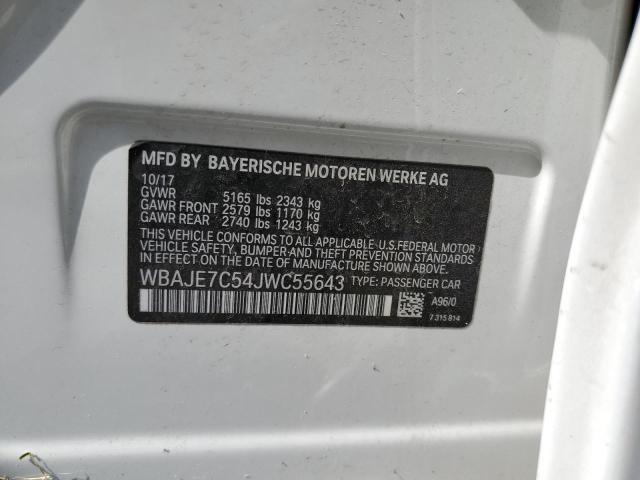 MFD BY BAYERISCHE MOTOREN WERKE AG
10/17
GVWR 5165 lbs 2343 kg
GAWR FRONT 2579 lbs 1170 kg
GAWR REAR 2740 lbs 1243 kg
THIS VEHICLE CONFORMS TO ALL APPLICABLE U.S. FEDERAL MOTOR
VEHICLE SAFETY, BUMPER-AND THEFT PREVENTION STANDARDS
IN EFFECT ON THE DATE OF MANUFACTURE SHOWN ABOVE.
WBAJE7C54JWC55643 TYPE: PASSENGER CAR
A96/0
7 315 814